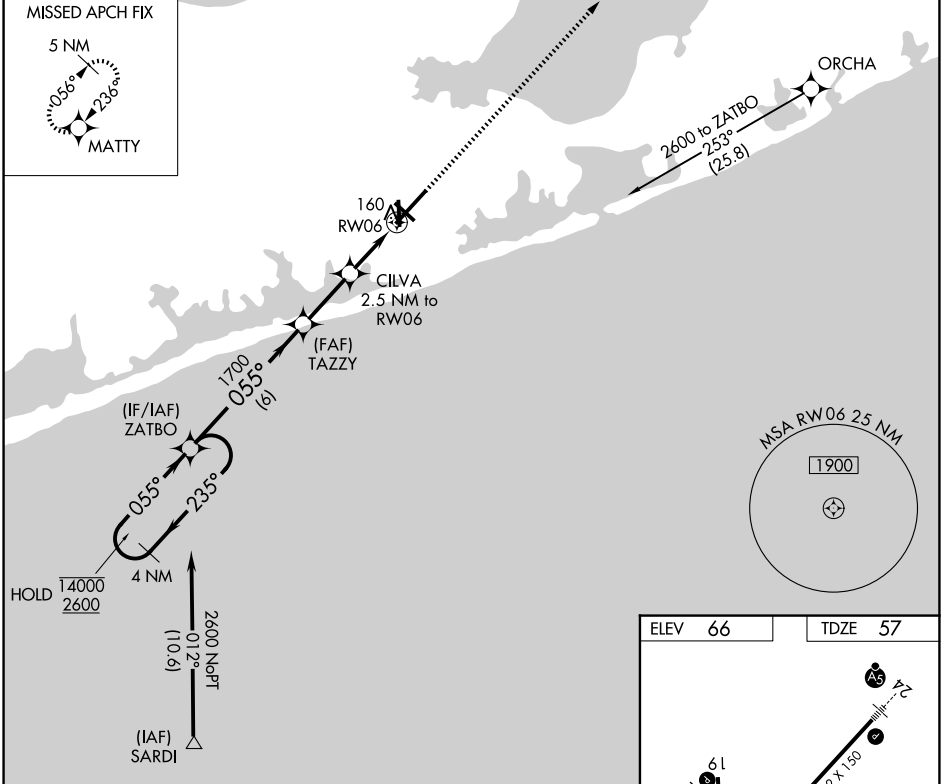 MISSED APCH FIX
5 NM
056°
236°
MATTY
ORCHA
2600 to ZATBO
253°
(25.8)
160
RW06
CILVA
2.5 NM to
RW06
(FAF)
TAZZY
1700
055°
(6)
(IF/IAF)
ZATBO
055°
235°
4 NM
HOLD
14000
2600
2600 NoPT
012°
(10.6)
(IAF)
SARDI
MSA RW06 25 NM
1900
ELEV 66
TDZE 57
A5
24
P
19
P
X 150